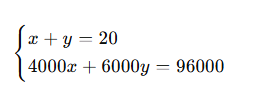 x + y = 20
4000x + 6000y = 96000